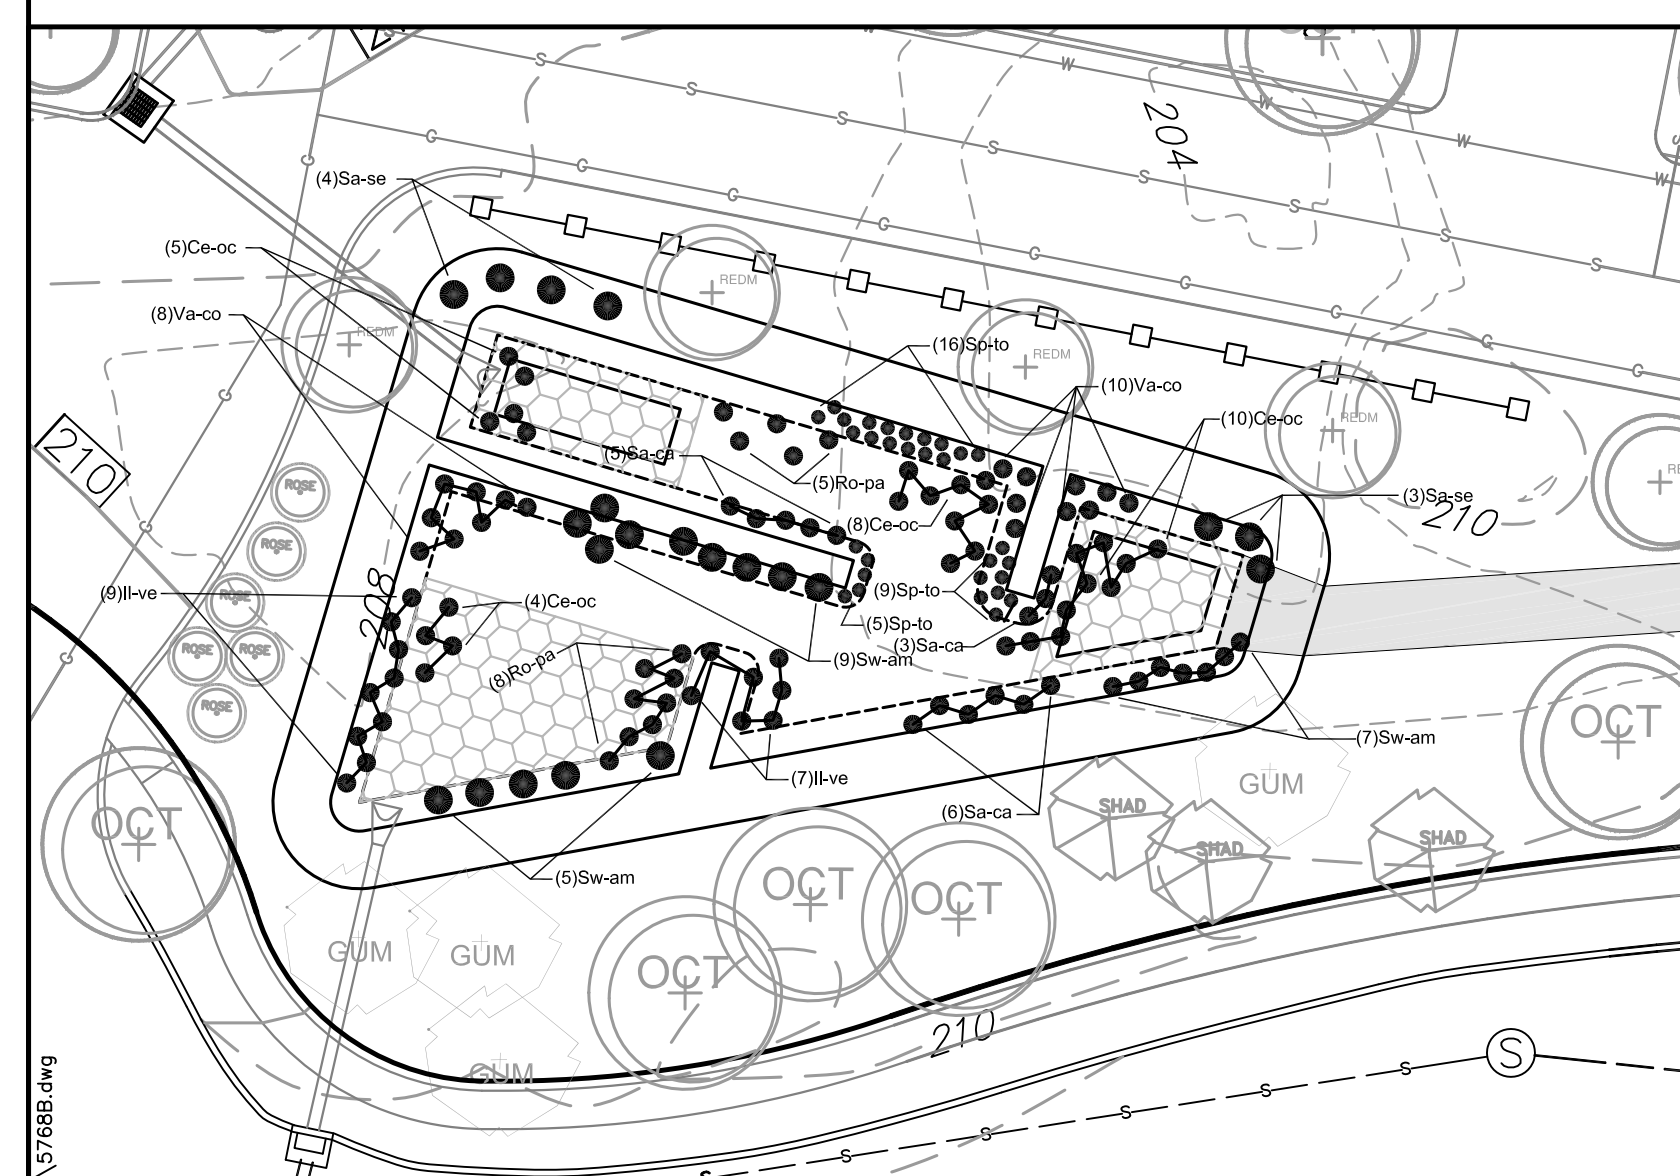 S
W
S
W
204
S
W
G
S
G
(4)Sa-se
S
W
G
S
G
S
(5)Ce-oc
G
S
REDM
G
(8)Va-co
G
REDM
(16)Sp-to
G
REDM
G
(10)Va-co
G
REDM
(10)Ce-oc
(5)Sa-ca
210
(5)Ro-pa
RE
ROSE
(8)Ce-oc
(3)Sa-se
210
G
ROSE
208
(9)Il-ve
ROSE
(4)Ce-oc
(9)Sp-to
(5)Sp-to
ROSE
ROSE
(8)Ro-pa
(9)Sw-am
(3)Sa-ca
G
ROSE
(7)Sw-am
OCT
(7)Il-ve
GUM
(6)Sa-ca
SHAD
OCT
SHAD
SHAD
(5)Sw-am
OCT
OCT
GUM
GUM
OCT
210
GUM
S
\5768B.dwg
S
S
S
S
S
S